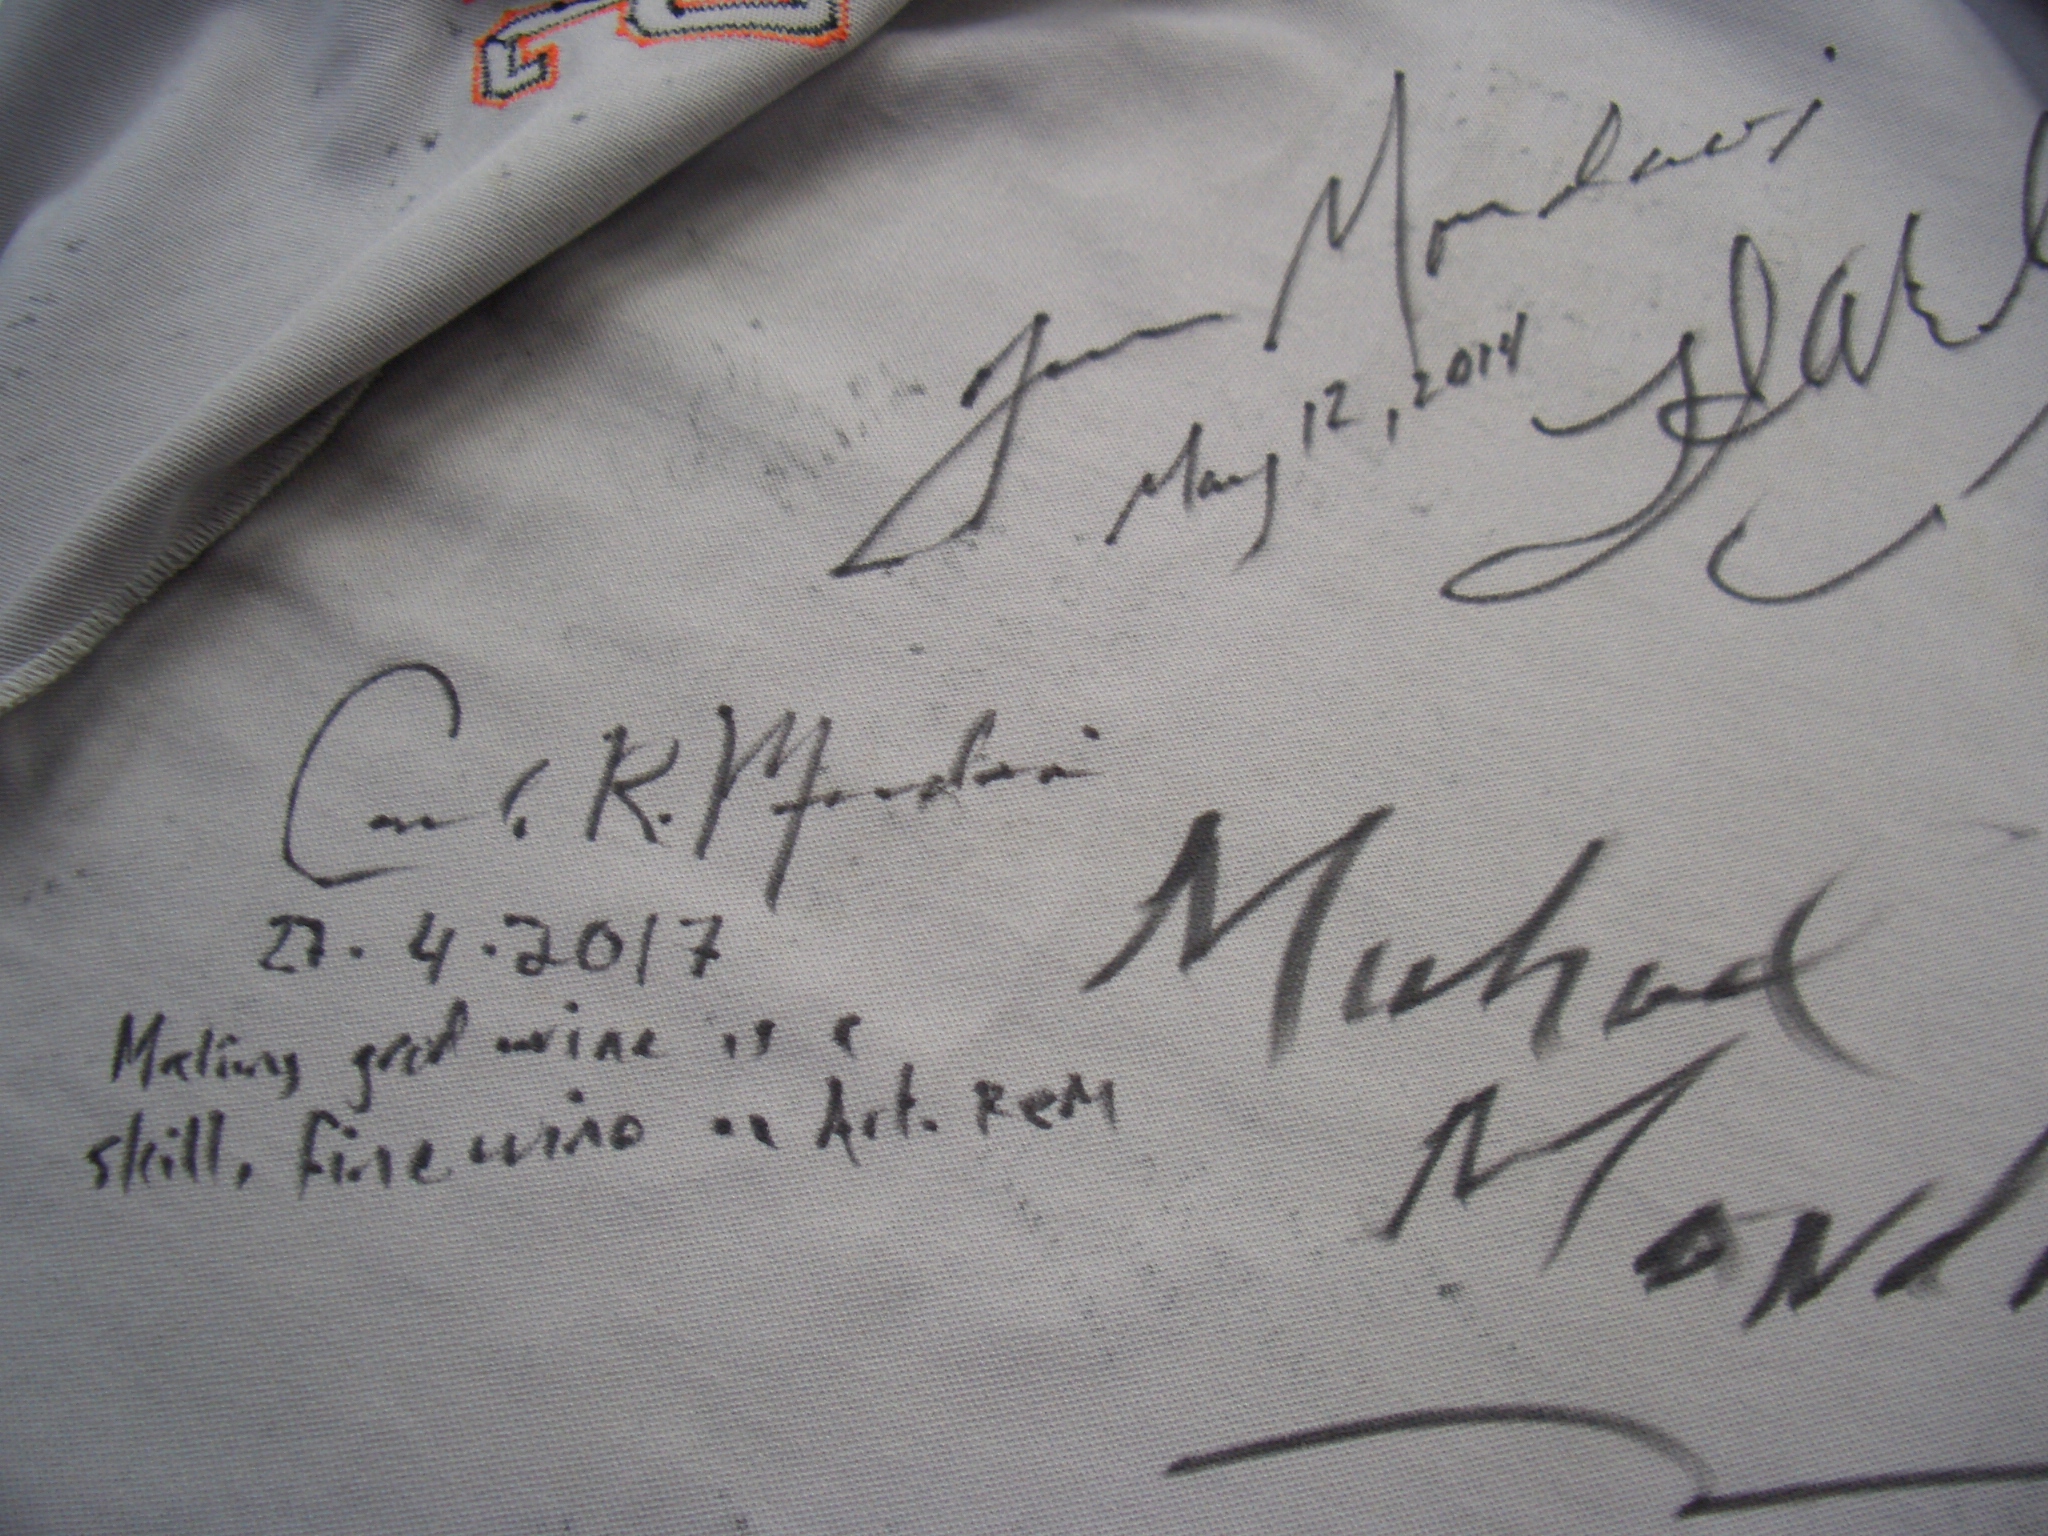 Mondavi
May 12, 2014
K. Mondavi
27.4.2017
Making good wine is a
skill, fine wine an Art. RGM
Michael
Mond